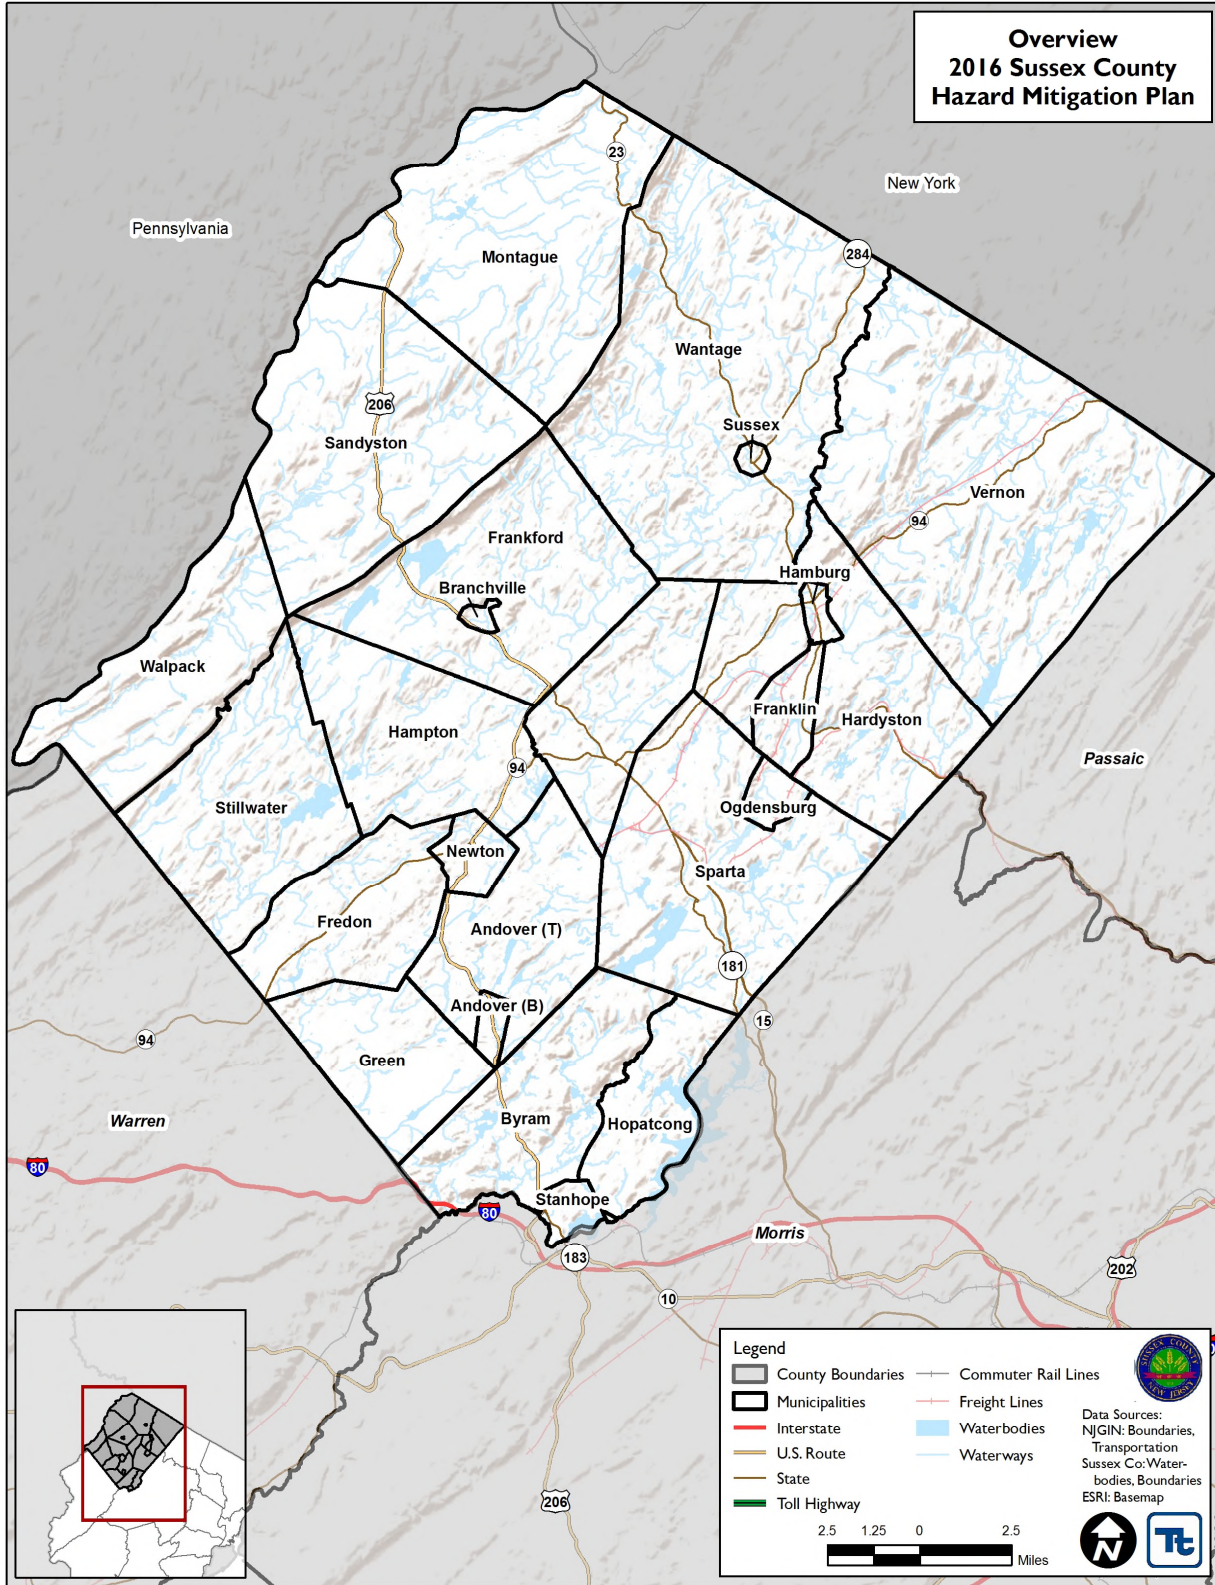 Overview
2016 Sussex County
Hazard Mitigation Plan
23
New York
Pennsylvania
284
Montague
Wantage
206
Sussex
Sandyston
Vernon
94
Frankford
Hamburg
Branchville
Walpack
Franklin
Hardyston
Hampton
Passaic
94
Stillwater
Ogdensburg
Newton
Sparta
Fredon
Andover (T)
181
Andover (B)
15
94
Green
Warren
Byram
Hopatcong
80
Stanhope
80
Morris
183
202
10
206
Legend
County Boundaries
Municipalities
Interstate
U.S. Route
State
Toll Highway
Commuter Rail Lines
Freight Lines
Waterbodies
Waterways
SUSSEX COUNTY
NEW JERSEY
Data Sources:
NJGIN: Boundaries,
Transportation
Sussex Co: Water-
bodies, Boundaries
ESRI: Basemap
2.5 1.25 0 2.5
Miles
N
Tt